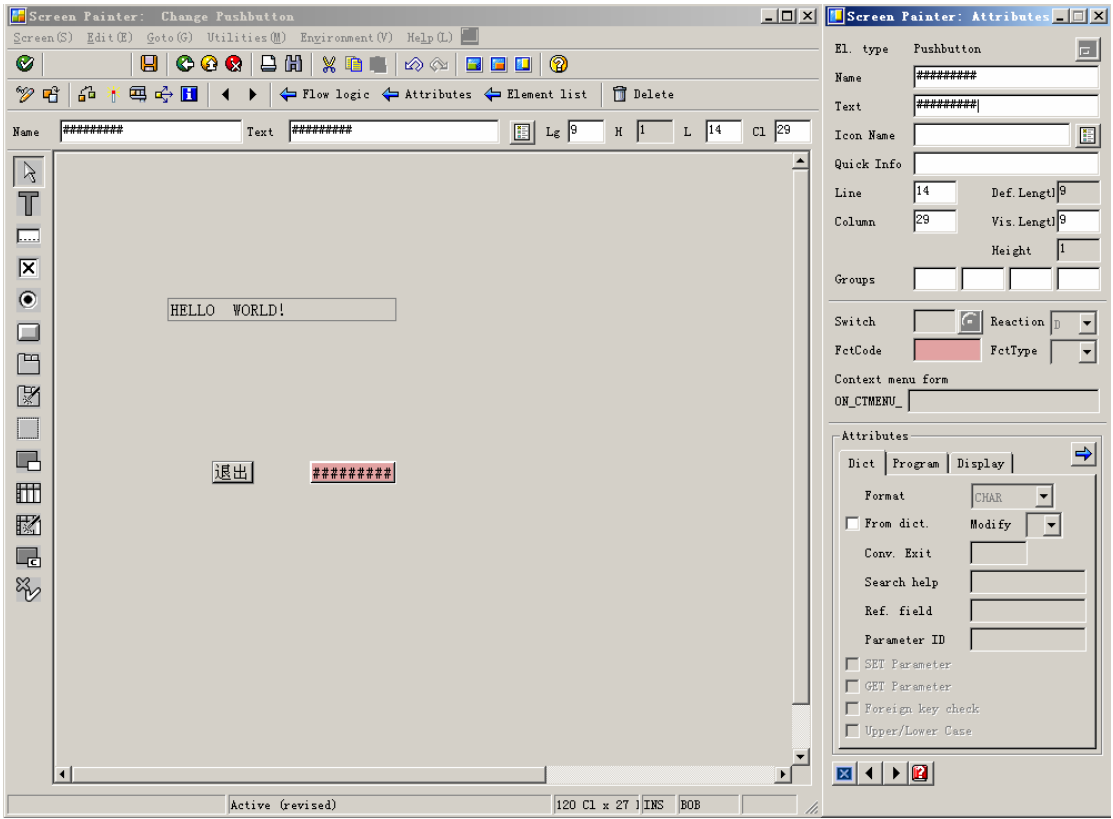 Screen Painter: Change Pushbutton
Screen(S) Edit(E) Goto(G) Utilities(M) Environment(V) Help(L)
Flow logic Attributes Element list Delete
Name ######### Text ######### Lg 9 H 1 L 14 Cl 29
HELLO WORLD!
退出 #########
Active (revised) 120 Cl x 27 INS BOB
Screen Painter: Attributes
El. type Pushbutton
Name #########
Text #########
Icon Name
Quick Info
Line 14 Def.Lengtl 9
Column 29 Vis.Lengtl 9
Height 1
Groups
Switch Reaction D
FctCode FctType
Context menu form
ON_CTMENU_
Attributes
Dict Program Display
Format CHAR
From dict. Modify
Conv. Exit
Search help
Ref. field
Parameter ID
SET Parameter
GET Parameter
Foreign key check
Upper/Lower Case